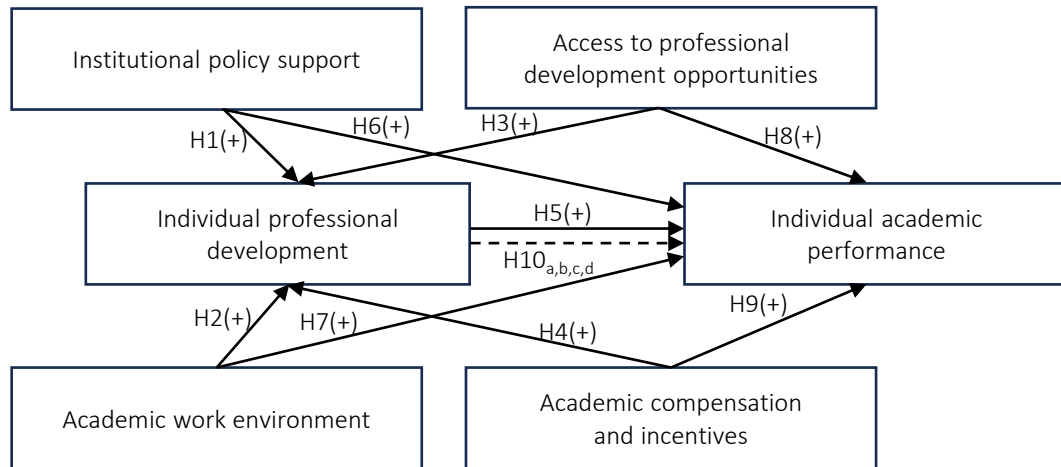 Institutional policy support
Access to professional
development opportunities
H1(+)
H6(+)
H3(+)
H8(+)
Individual professional
development
H5(+)
H10a,b,c,d
Individual academic
performance
H2(+)
H7(+)
H4(+)
H9(+)
Academic work environment
Academic compensation
and incentives